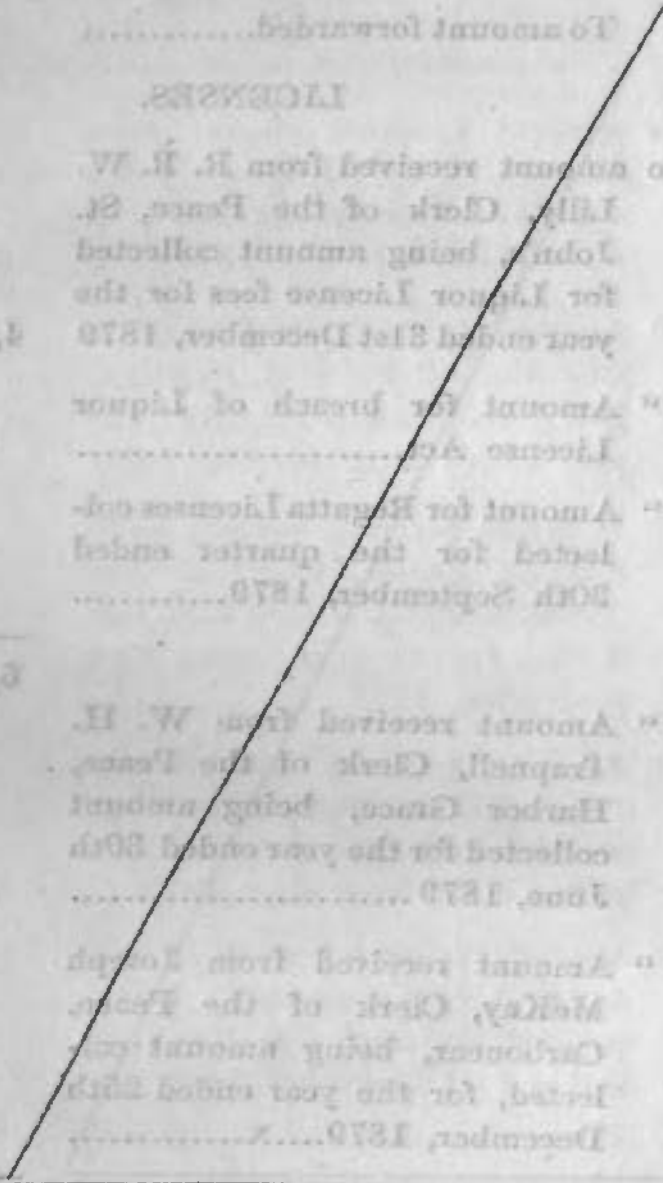 To amount forwarded.............
LICENSES.
o amount received from R. R. W.
Lilly, Clerk of the Peace, St.
John's, being amount collected
for Liquor License fees for the
year ended 31st December, 1879 4,
" Amount for breach of Liquor
License Act.........................
" Amount for Regatta Licenses col-
lected for the quarter ended
30th September, 1879............
6
" Amount received from W. H.
Trapnell, Clerk of the Peace,
Harbor Grace, being amount
collected for the year ended 30th
June, 1879 .........................
" Amount received from Joseph
McKay, Clerk of the Peace,
Carbonear, being amount col-
lected, for the year ended 25th
December, 1879....................